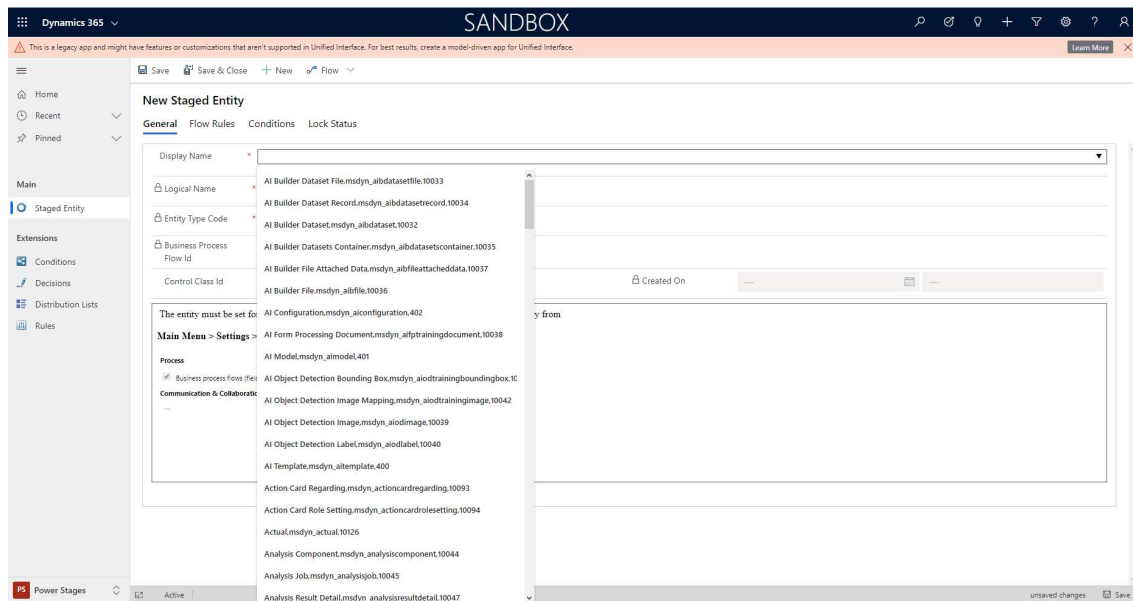 Dynamics 365
SANDBOX
This is a legacy app and might have features or customizations that aren't supported in Unified Interface. For best results, create a model-driven app for Unified Interface.
Learn More
Save
Save & Close
New
Flow
Home
Recent
Pinned
Main
Staged Entity
Extensions
Conditions
Decisions
Distribution Lists
Rules
PS Power Stages
New Staged Entity
General Flow Rules Conditions Lock Status
Display Name *
Logical Name *
Entity Type Code *
Business Process
Flow Id
Control Class Id
Created On --- ---
The entity must be set fo
y from
Main Menu > Settings >
Process
Business process flows (fiel
Communication & Collaboratio
---
AI Builder Dataset File,msdyn_aibdatasetfile,10033
AI Builder Dataset Record,msdyn_aibdatasetrecord,10034
AI Builder Dataset,msdyn_aibdataset,10032
AI Builder Datasets Container,msdyn_aibdatasetscontainer,10035
AI Builder File Attached Data,msdyn_aibfileattacheddata,10037
AI Builder File,msdyn_aibfile,10036
AI Configuration,msdyn_aiconfiguration,402
AI Form Processing Document,msdyn_aifptrainingdocument,10038
AI Model,msdyn_aimodel,401
AI Object Detection Bounding Box,msdyn_aiodtrainingboundingbox,1C
AI Object Detection Image Mapping,msdyn_aiodtrainingimage,10042
AI Object Detection Image,msdyn_aiodimage,10039
AI Object Detection Label,msdyn_aiodlabel,10040
AI Template,msdyn_aitemplate,400
Action Card Regarding,msdyn_actioncardregarding,10093
Action Card Role Setting,msdyn_actioncardrolesetting,10094
Actual,msdyn_actual,10126
Analysis Component,msdyn_analysiscomponent,10044
Analysis Job,msdyn_analysisjob,10045
Analysis Result Detail,msdyn_analysisresultdetail,10047
Active
unsaved changes
Save